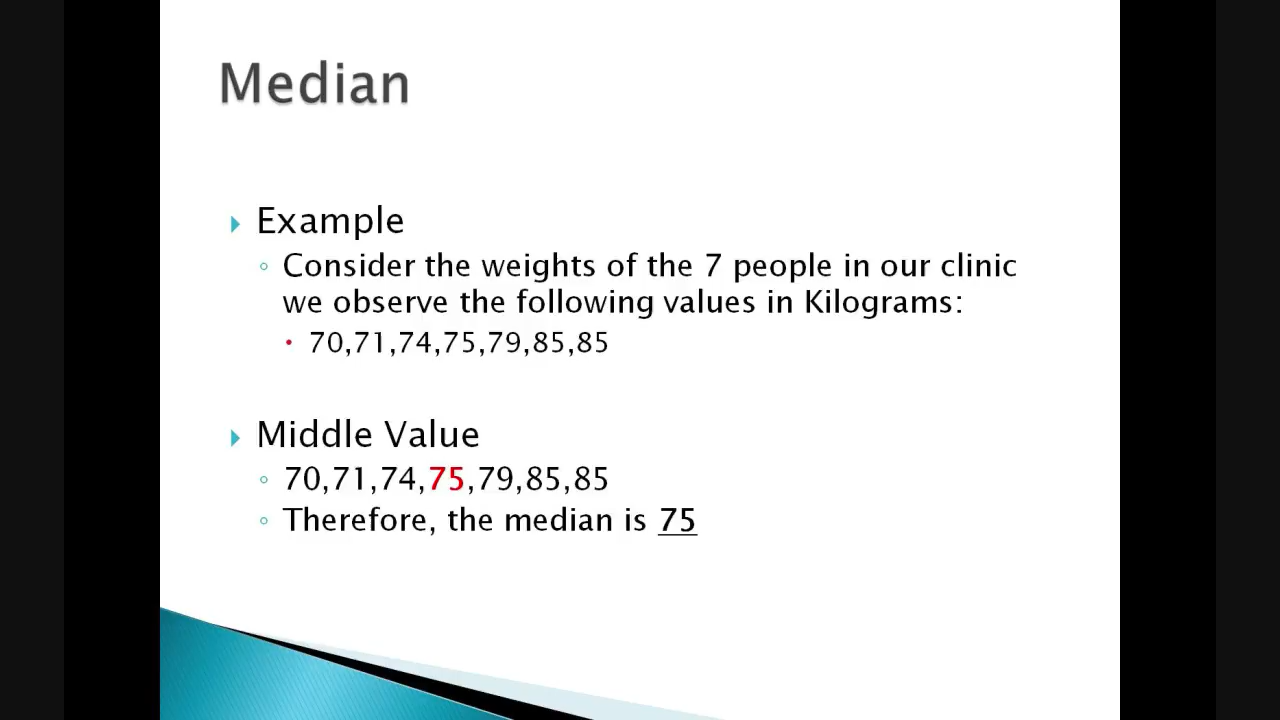 Median
Example
Consider the weights of the 7 people in our clinic
we observe the following values in Kilograms:
70,71,74,75,79,85,85
Middle Value
70,71,74,75,79,85,85
Therefore, the median is 75